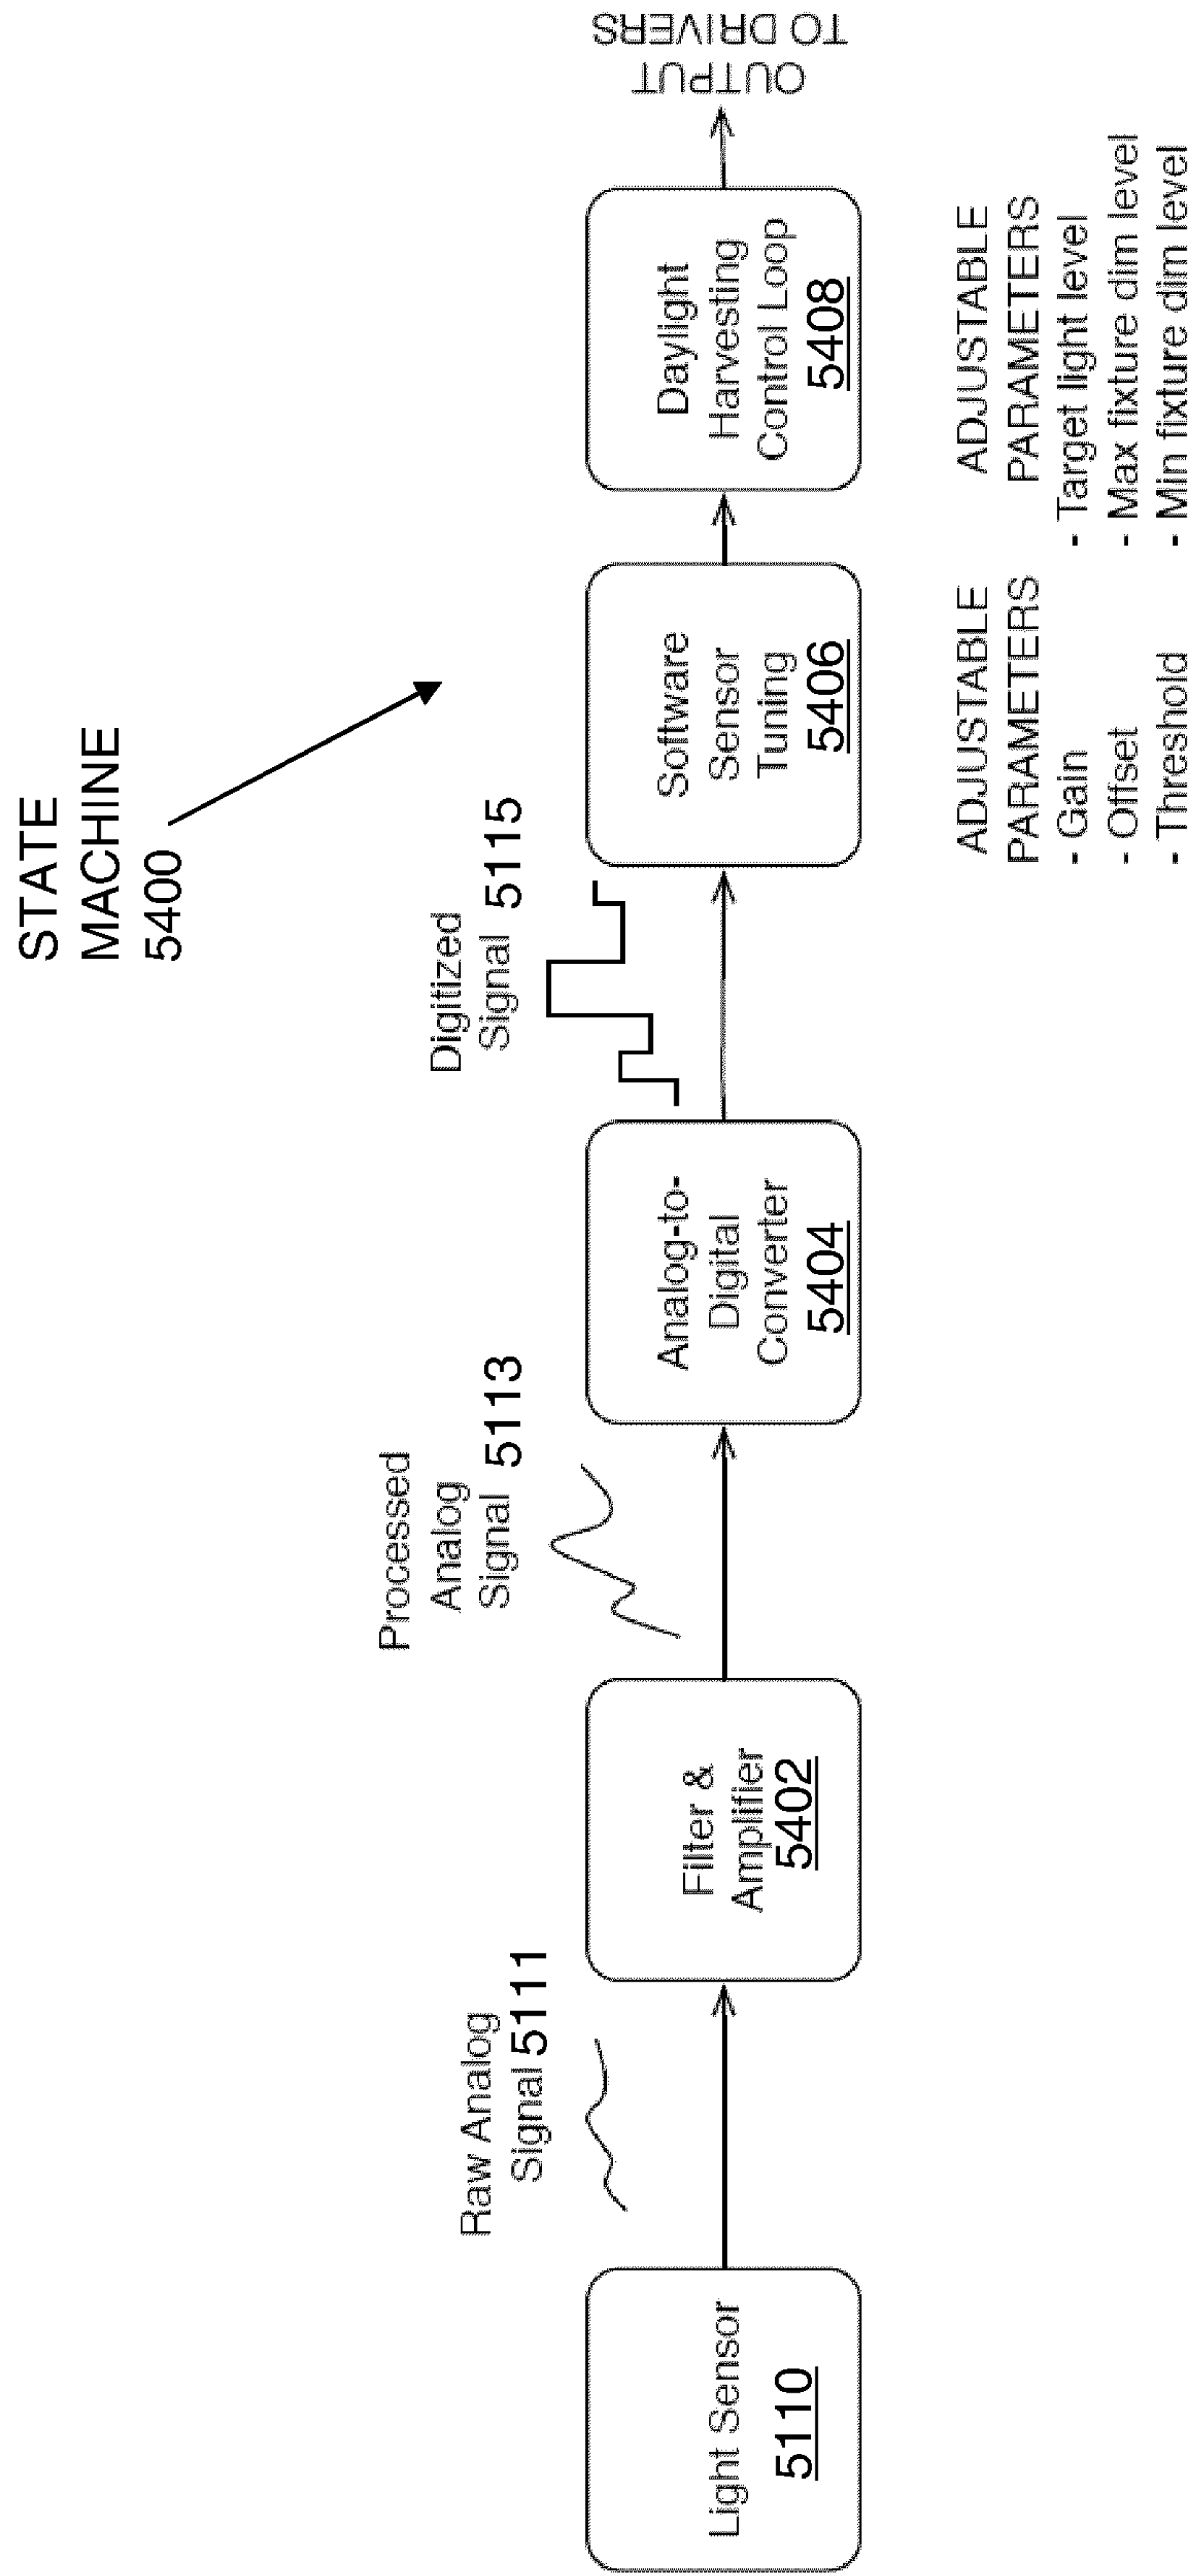 STATE
MACHINE
5400
Raw Analog
Signal 5111
Processed
Analog
Signal 5113
Digitized
Signal 5115
Light Sensor
5110
Filter &
Amplifier
5402
Analog-to-
Digital
Converter
5404
Software
Sensor
Tuning
5406
Daylight
Harvesting
Control Loop
5408
OUTPUT
TO DRIVERS
ADJUSTABLE
PARAMETERS
- Gain
- Offset
- Threshold
ADJUSTABLE
PARAMETERS
- Target light level
- Max fixture dim level
- Min fixture dim level